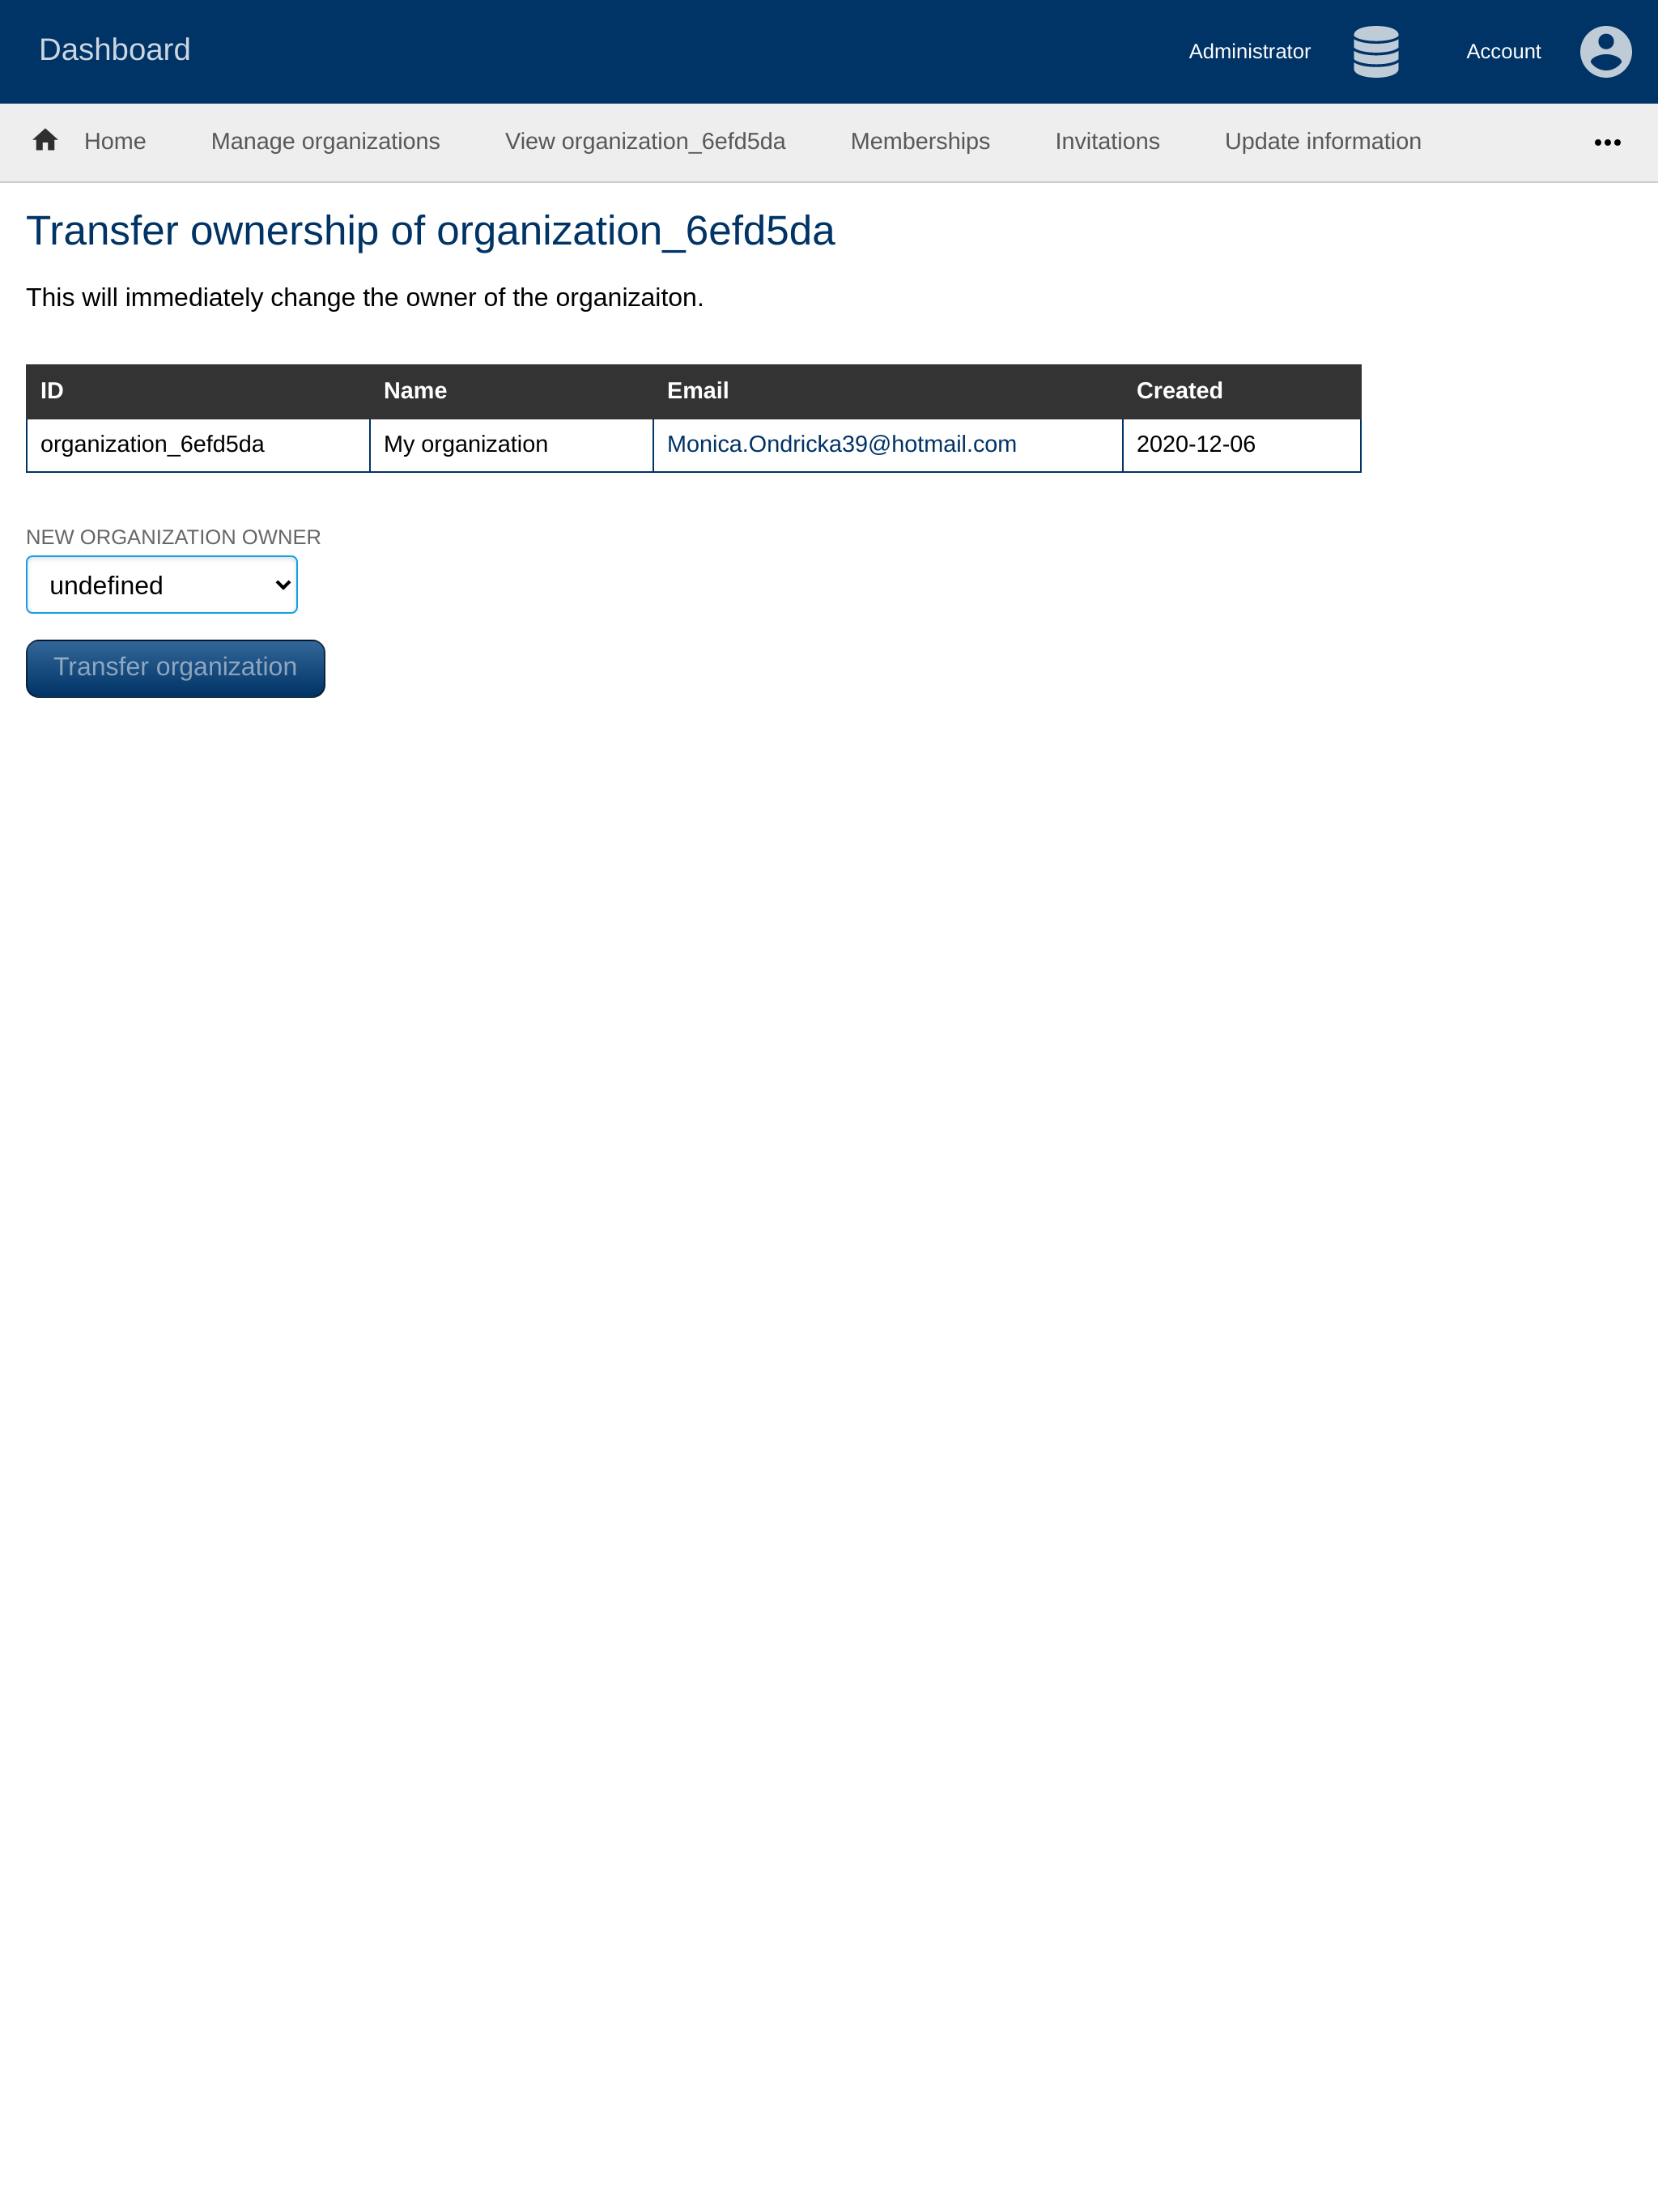 Dashboard Administrator Account
Home Manage organizations View organization_6efd5da Memberships Invitations Update information
Transfer ownership of organization_6efd5da
This will immediately change the owner of the organizaiton.
ID Name Email Created
organization_6efd5da My organization Monica.Ondricka39@hotmail.com 2020-12-06
NEW ORGANIZATION OWNER
undefined
Transfer organization